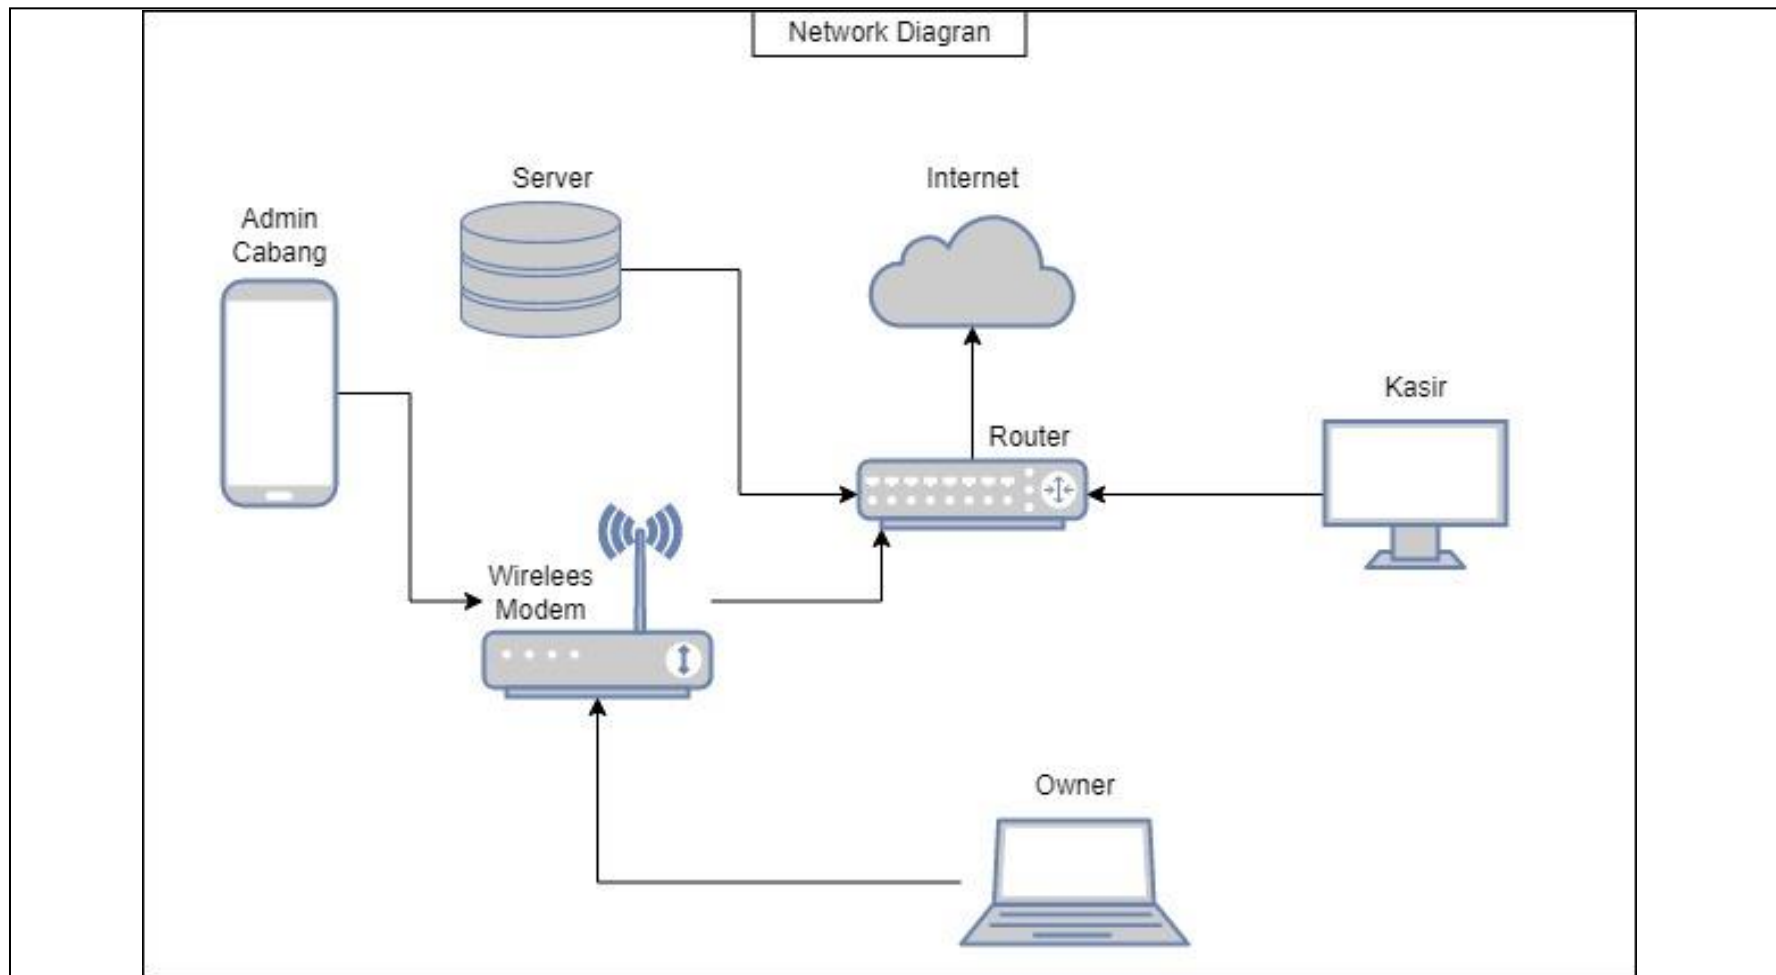 Network Diagran
Server
Internet
Admin
Cabang
Kasir
Router
Wirelees
Modem
Owner